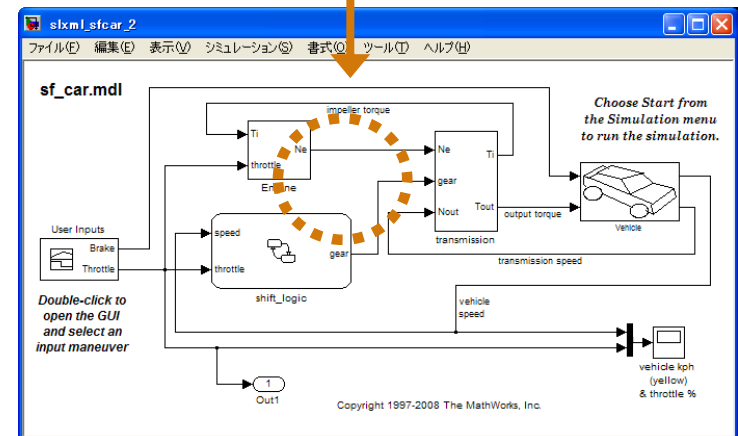 slxml_sfcar_2
ファイル(F) 編集(E) 表示(V) シミュレーション(S) 書式(O) ツール(T) ヘルプ(H)
sf_car.mdl
Choose Start from
the Simulation menu
to run the simulation.
impeller torque
Ti
Ne
throttle
Engine
Ne
Ti
gear
Nout
Tout
transmission
output torque
Vehicle
transmission speed
User Inputs
Brake
Throttle
speed
gear
throttle
shift_logic
Double-click to
open the GUI
and select an
input maneuver
vehicle
speed
vehicle kph
(yellow)
& throttle %
1
Out1
Copyright 1997-2008 The MathWorks, Inc.